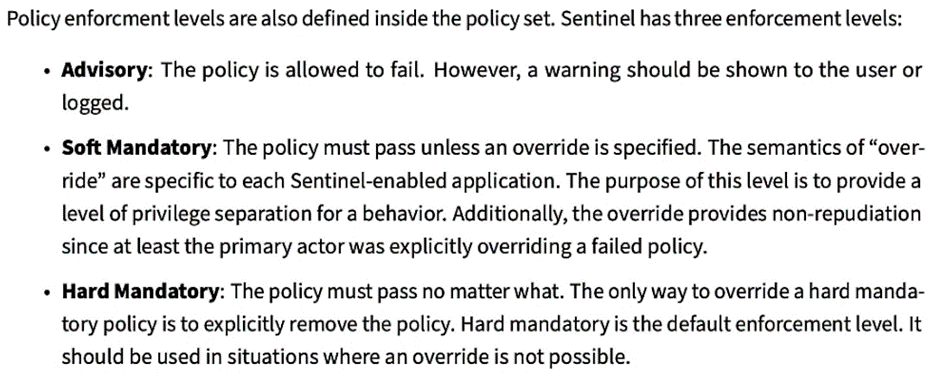 Policy enforcment levels are also defined inside the policy set. Sentinel has three enforcement levels:
• Advisory: The policy is allowed to fail. However, a warning should be shown to the user or
logged.
• Soft Mandatory: The policy must pass unless an override is specified. The semantics of “over-
ride” are specific to each Sentinel-enabled application. The purpose of this level is to provide a
level of privilege separation for a behavior. Additionally, the override provides non-repudiation
since at least the primary actor was explicitly overriding a failed policy.
• Hard Mandatory: The policy must pass no matter what. The only way to override a hard manda-
tory policy is to explicitly remove the policy. Hard mandatory is the default enforcement level. It
should be used in situations where an override is not possible.